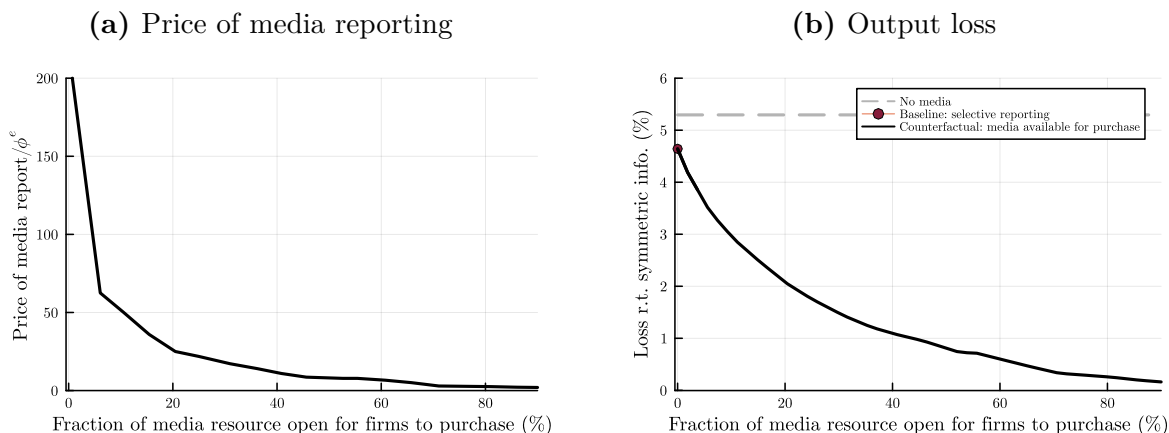 (a) Price of media reporting
200
150
100
50
0
0 20 40 60 80
Price of media report/ϕᵉ
Fraction of media resource open for firms to purchase (%)
(b) Output loss
6
5
4
3
2
1
0
0 20 40 60 80
Loss r.t. symmetric info. (%)
Fraction of media resource open for firms to purchase (%)
No media
Baseline: selective reporting
Counterfactual: media available for purchase